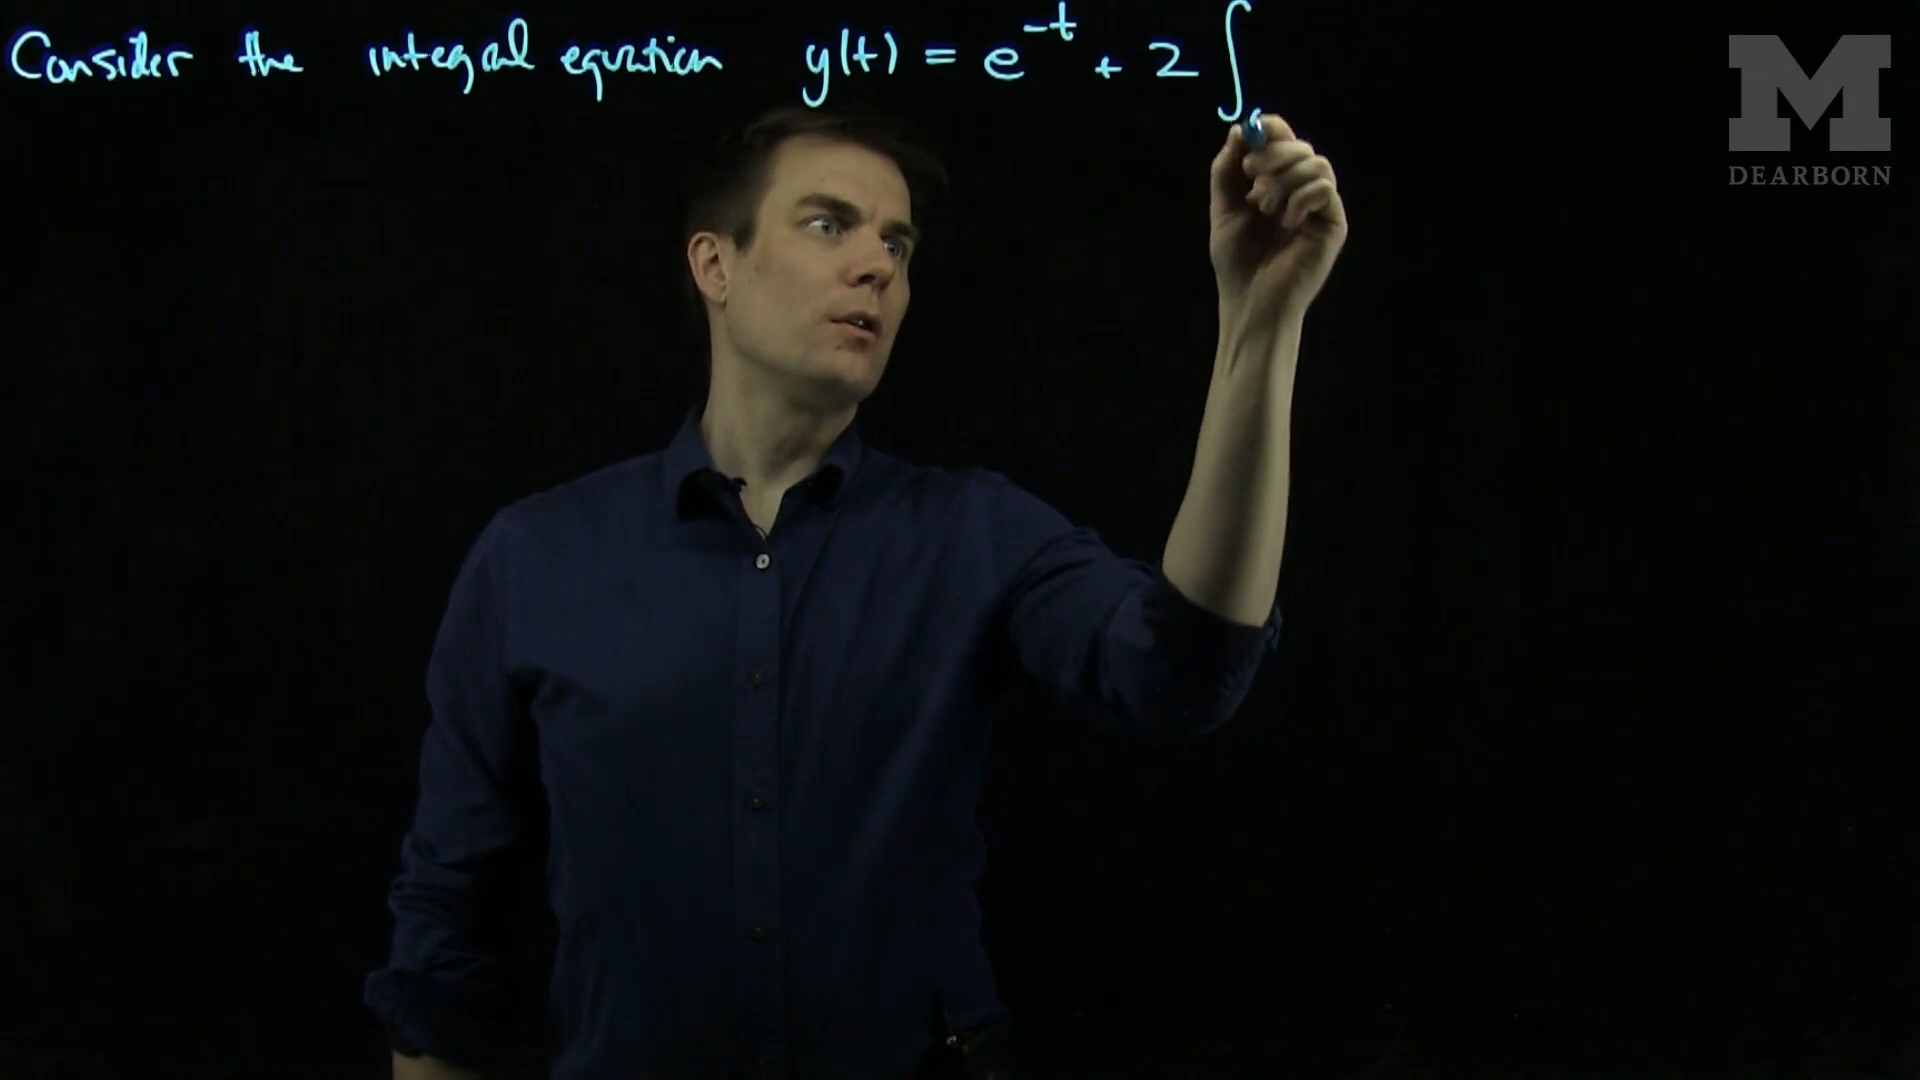 Consider the integral equation y(t) = e^{-t} + 2 ∫
M
DEARBORN